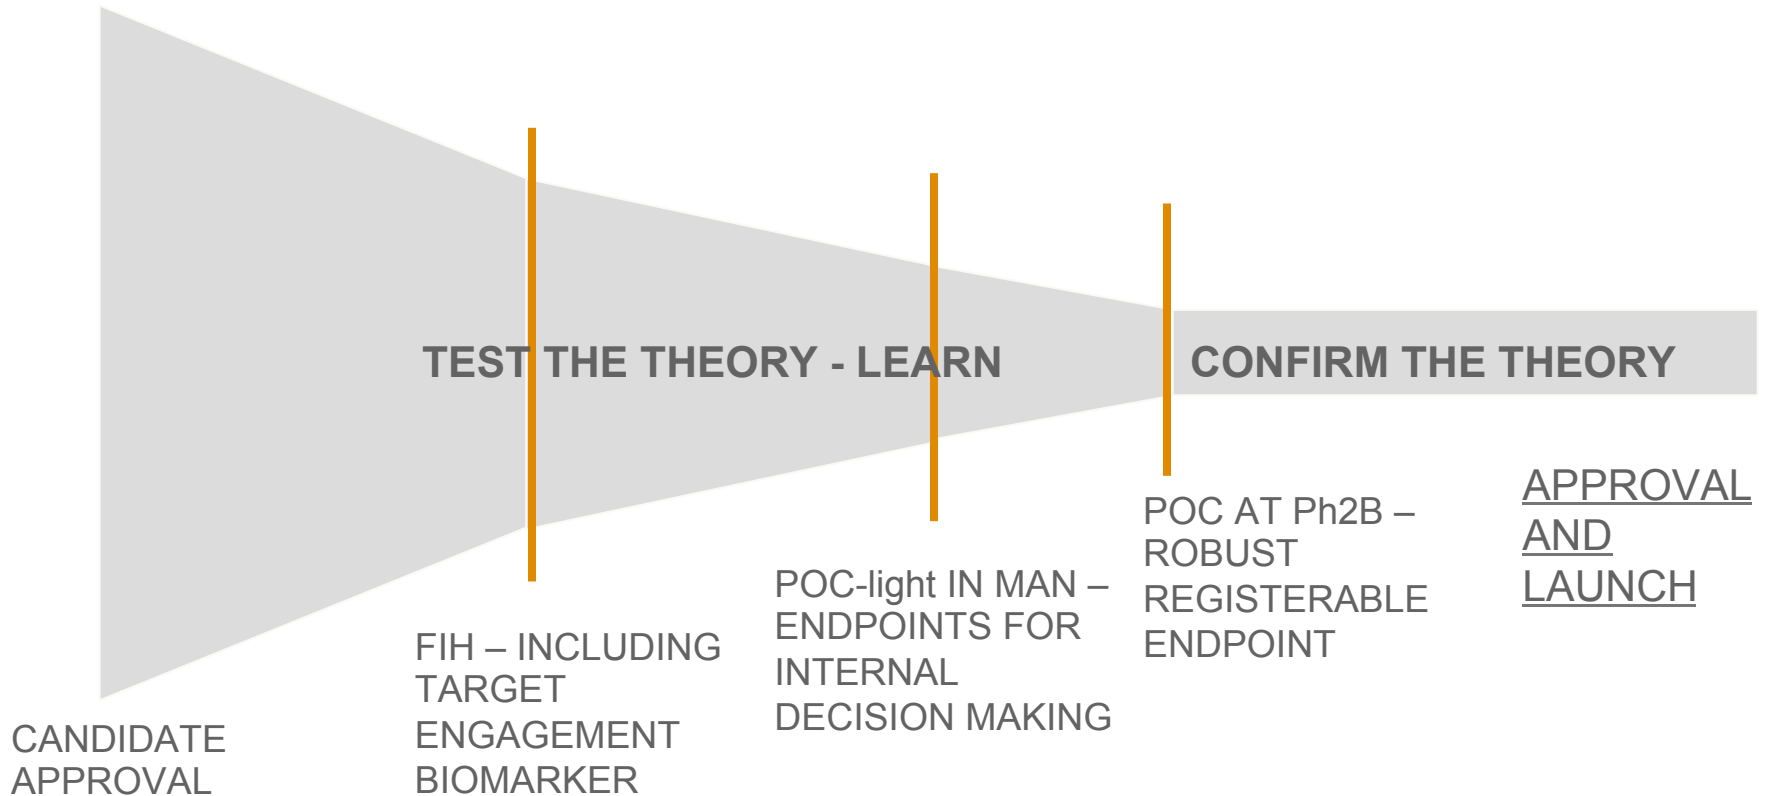 TEST THE THEORY - LEARN
CONFIRM THE THEORY
CANDIDATE
APPROVAL
FIH – INCLUDING
TARGET
ENGAGEMENT
BIOMARKER
POC-light IN MAN –
ENDPOINTS FOR
INTERNAL
DECISION MAKING
POC AT Ph2B –
ROBUST
REGISTERABLE
ENDPOINT
APPROVAL
AND
LAUNCH